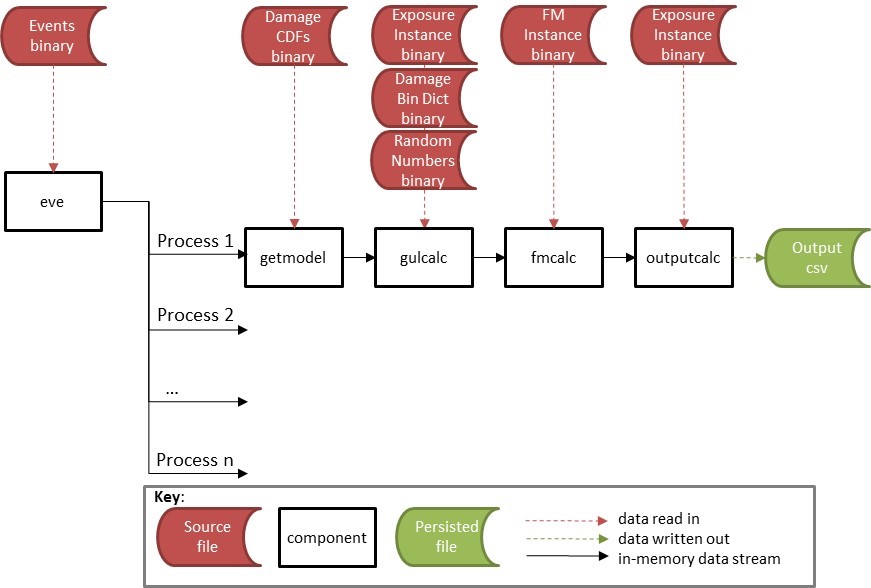 Events
binary
Damage
CDFs
binary
Exposure
Instance
binary
Damage
Bin Dict
binary
Random
Numbers
binary
FM
Instance
binary
Exposure
Instance
binary
eve
Process 1
getmodel
gulcalc
fmcalc
outputcalc
Output
csv
Process 2
...
Process n
Key:
Source
file
component
Persisted
file
data read in
data written out
in-memory data stream